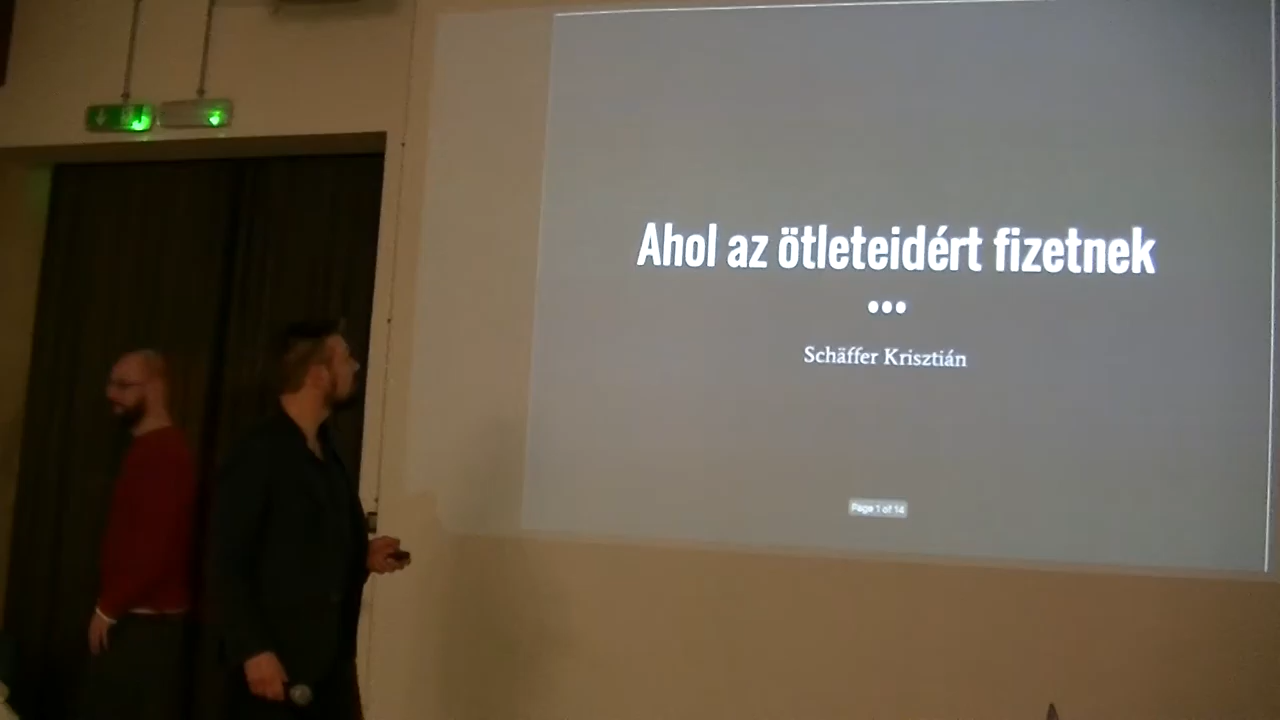 Ahol az ötleteidért fizetnek
Schäffer Krisztián
Page 1 of 14